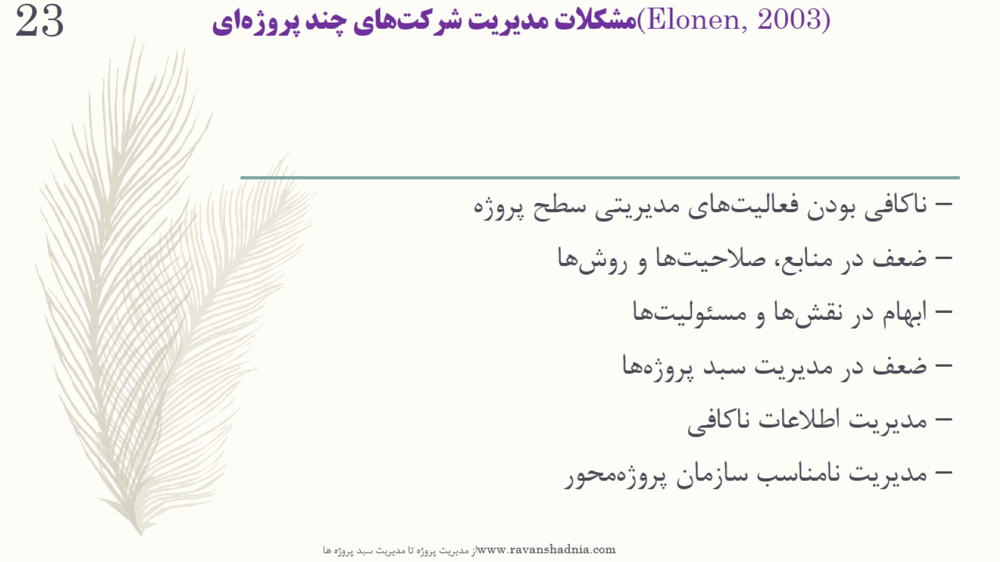 23
مشکلات مدیریت شرکت‌های چند پروژه‌ای(Elonen, 2003)
– ناکافی بودن فعالیت‌های مدیریتی سطح پروژه
– ضعف در منابع، صلاحیت‌ها و روش‌ها
– ابهام در نقش‌ها و مسئولیت‌ها
– ضعف در مدیریت سبد پروژه‌ها
– مدیریت اطلاعات ناکافی
– مدیریت نامناسب سازمان پروژه‌محور
از مدیریت پروژه تا مدیریت سبد پروژه هاwww.ravanshadnia.com